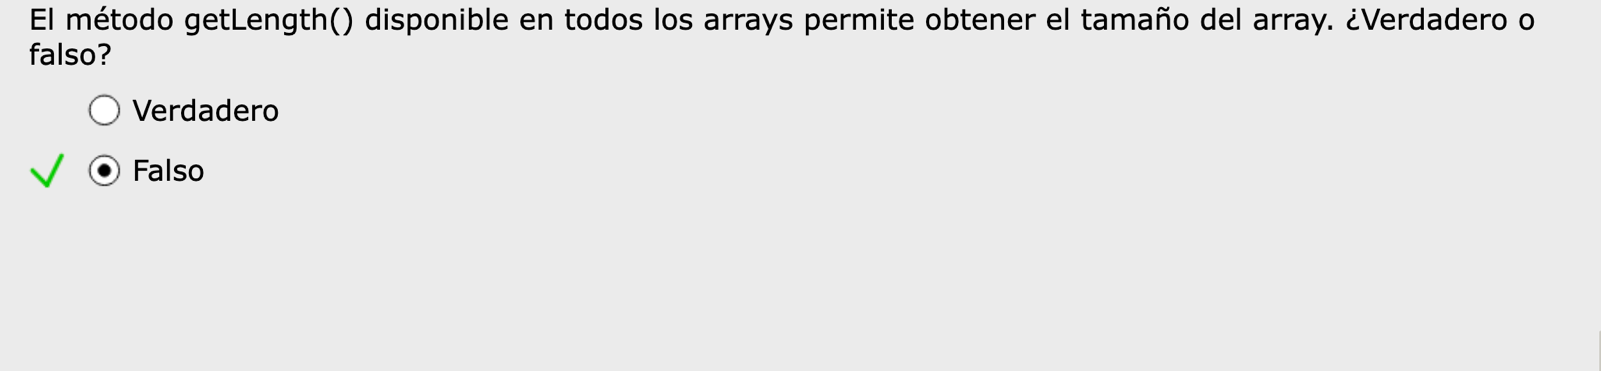 El método getLength() disponible en todos los arrays permite obtener el tamaño del array. ¿Verdadero o
falso?
Verdadero
Falso